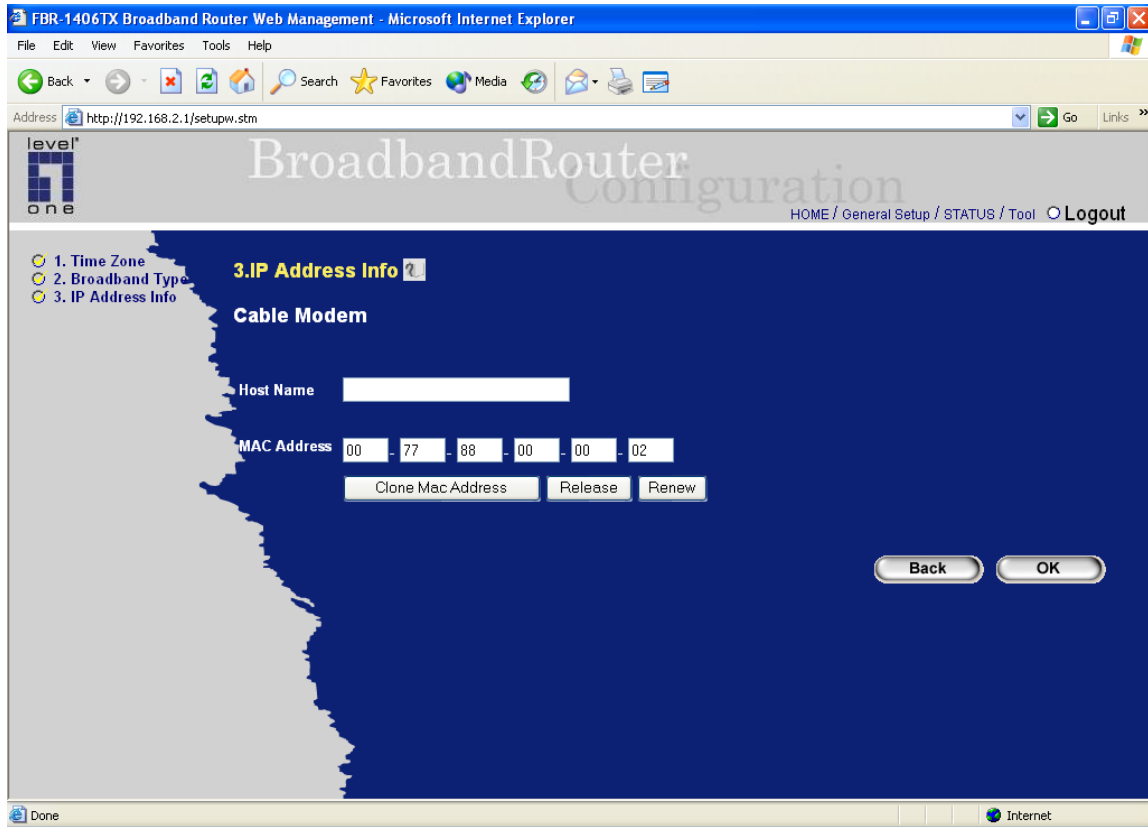 FBR-1406TX Broadband Router Web Management - Microsoft Internet Explorer
File Edit View Favorites Tools Help
Back Search Favorites Media
Address http://192.168.2.1/setupw.stm Go Links »
level one
BroadbandRouter
Configuration
HOME / General Setup / STATUS / Tool Logout
1. Time Zone
2. Broadband Type
3. IP Address Info
3.IP Address Info
Cable Modem
Host Name
MAC Address 00 - 77 - 88 - 00 - 00 - 02
Clone Mac Address Release Renew
Back OK
Done Internet